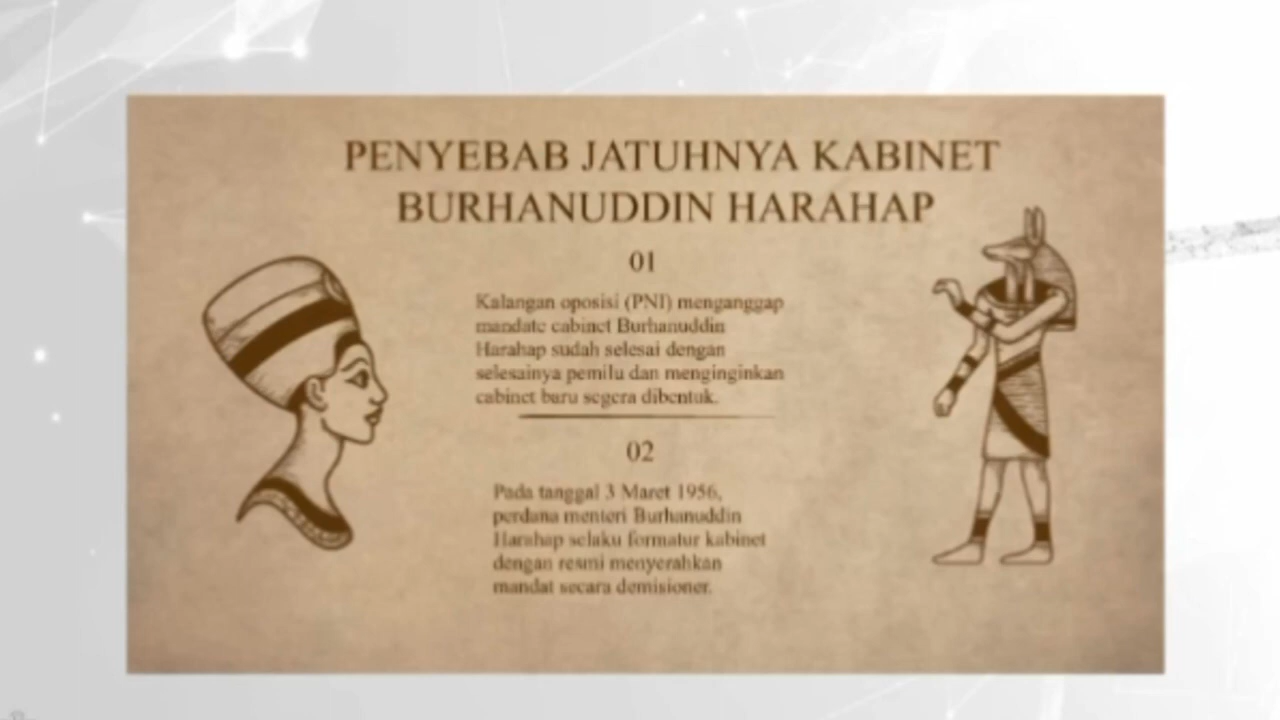 PENYEBAB JATUHNYA KABINET
BURHANUDDIN HARAHAP
01
Kalangan oposisi (PNI) menganggap
mandate cabinet Burhanuddin
Harahap sudah selesai dengan
selesainya pemilu dan menginginkan
cabinet baru segera dibentuk.
02
Pada tanggal 3 Maret 1956,
perdana menteri Burhanuddin
Harahap selaku formatur kabinet
dengan resmi menyerahkan
mandat secara demisioner.